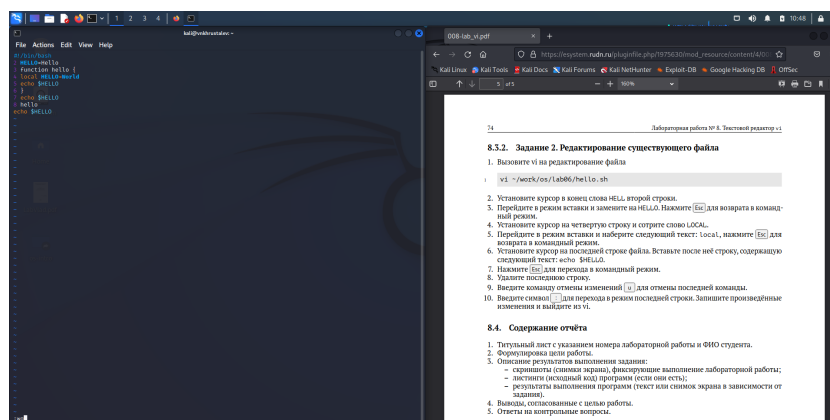 1 2 3 4
10:48
kali@vnkhrustalev: ~
File Actions Edit View Help
#!/bin/bash
HELLO=Hello
function hello {
local HELLO=World
echo $HELLO
}
echo $HELLO
hello
echo $HELLO
:wq
008-lab_vi.pdf
https://esystem.rudn.ru/pluginfile.php/1975630/mod_resource/content/4/00
Kali Linux Kali Tools Kali Docs Kali Forums Kali NetHunter Exploit-DB Google Hacking DB OffSec
5 of 5 160%
74 Лабораторная работа № 8. Текстовой редактор vi
8.3.2. Задание 2. Редактирование существующего файла
1. Вызовите vi на редактирование файла
1 vi ~/work/os/lab06/hello.sh
2. Установите курсор в конец слова HELL второй строки.
3. Перейдите в режим вставки и замените на HELLO. Нажмите Esc для возврата в команд-
ный режим.
4. Установите курсор на четвертую строку и сотрите слово LOCAL.
5. Перейдите в режим вставки и наберите следующий текст: local, нажмите Esc для
возврата в командный режим.
6. Установите курсор на последней строке файла. Вставьте после неё строку, содержащую
следующий текст: echo $HELLO.
7. Нажмите Esc для перехода в командный режим.
8. Удалите последнюю строку.
9. Введите команду отмены изменений u для отмены последней команды.
10. Введите символ : для перехода в режим последней строки. Запишите произведённые
изменения и выйдите из vi.
8.4. Содержание отчёта
1. Титульный лист с указанием номера лабораторной работы и ФИО студента.
2. Формулировка цели работы.
3. Описание результатов выполнения задания:
– скриншоты (снимки экрана), фиксирующие выполнение лабораторной работы;
– листинги (исходный код) программ (если они есть);
– результаты выполнения программ (текст или снимок экрана в зависимости от
задания).
4. Выводы, согласованные с целью работы.
5. Ответы на контрольные вопросы.